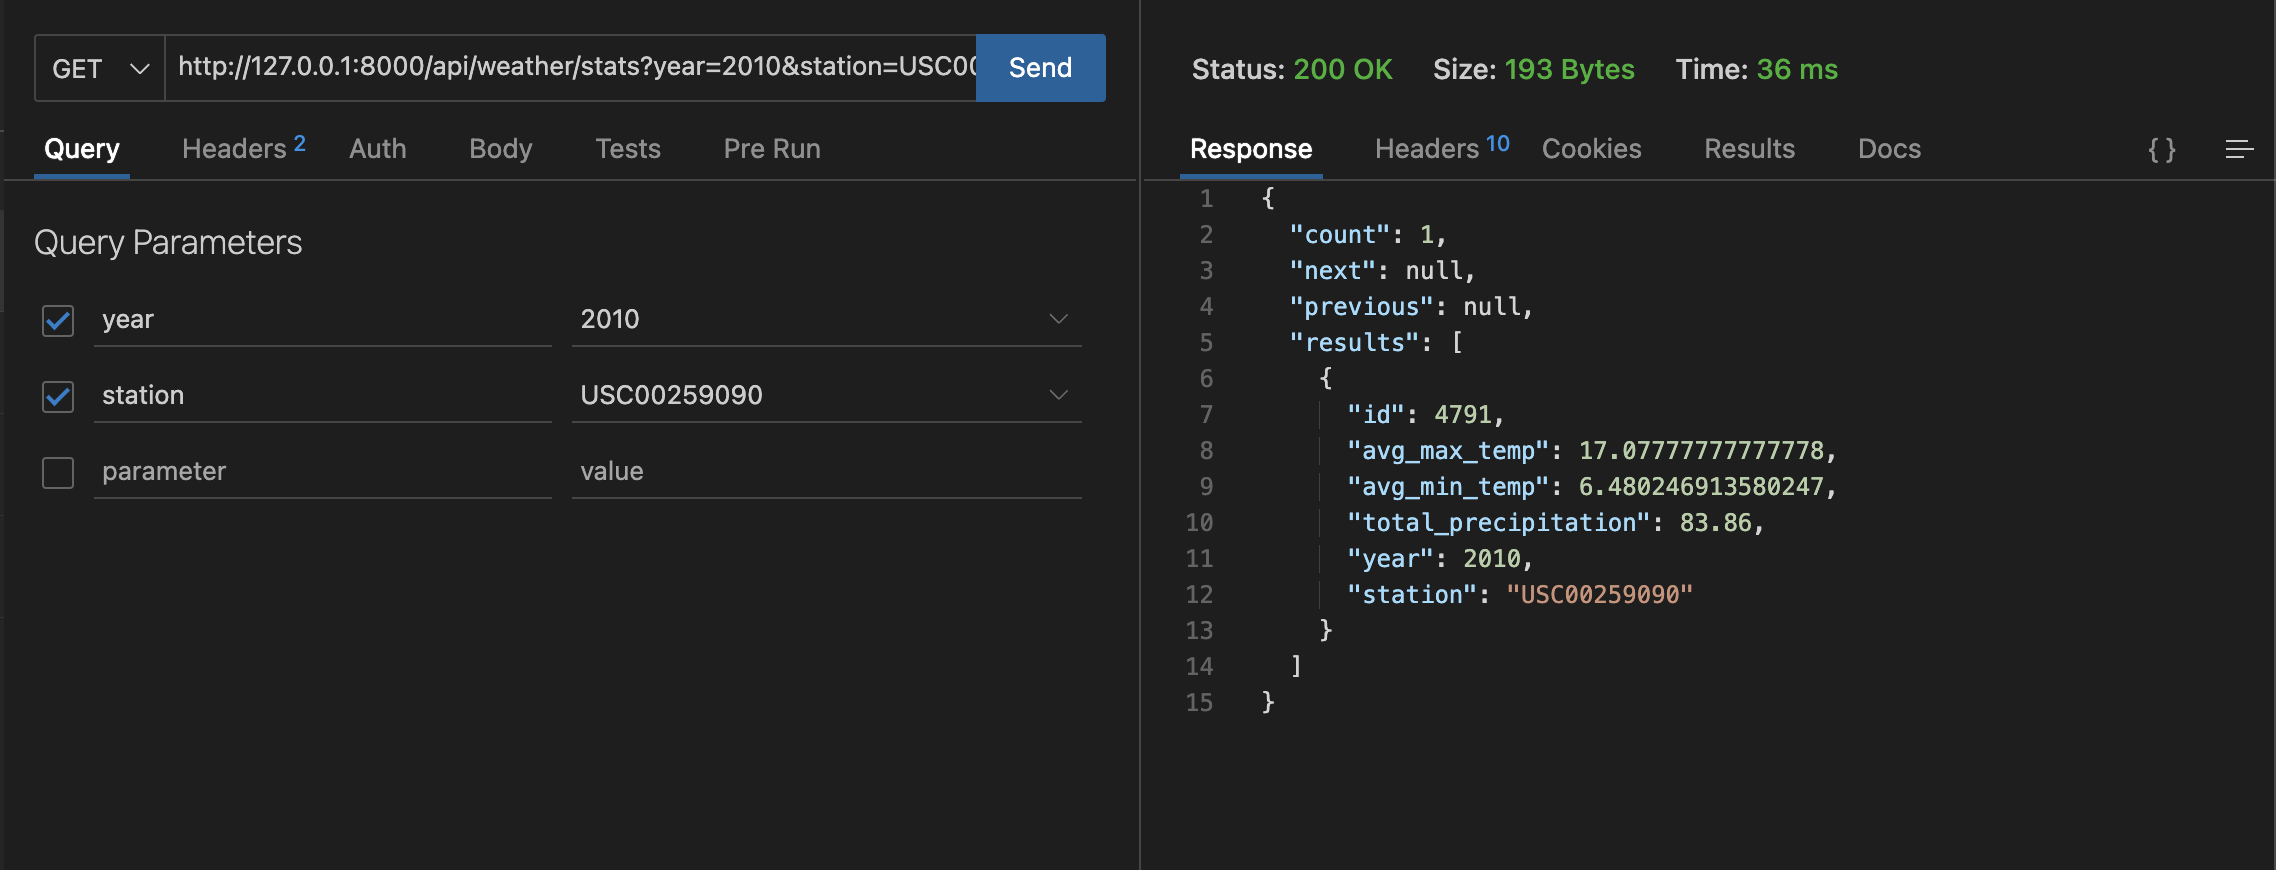 GET http://127.0.0.1:8000/api/weather/stats?year=2010&station=USC00 Send
Query Headers 2 Auth Body Tests Pre Run
Query Parameters
year 2010
station USC00259090
parameter value
Status: 200 OK Size: 193 Bytes Time: 36 ms
Response Headers 10 Cookies Results Docs { }
1 {
2 "count": 1,
3 "next": null,
4 "previous": null,
5 "results": [
6 {
7 "id": 4791,
8 "avg_max_temp": 17.07777777777778,
9 "avg_min_temp": 6.480246913580247,
10 "total_precipitation": 83.86,
11 "year": 2010,
12 "station": "USC00259090"
13 }
14 ]
15 }